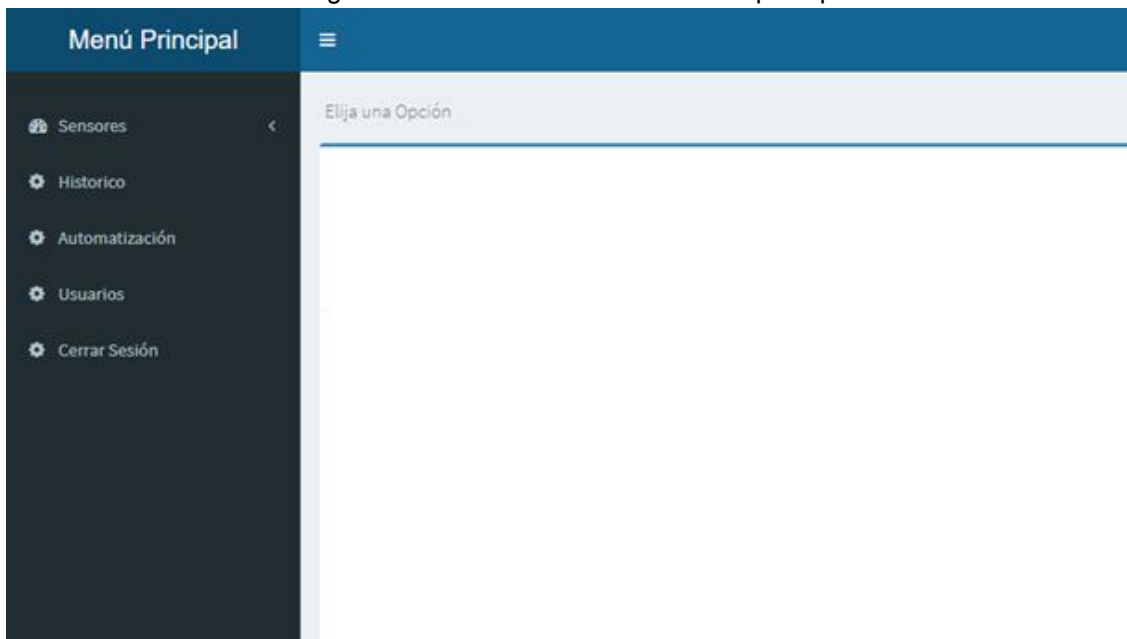 Menú Principal
Elija una Opción
Sensores
Historico
Automatización
Usuarios
Cerrar Sesión